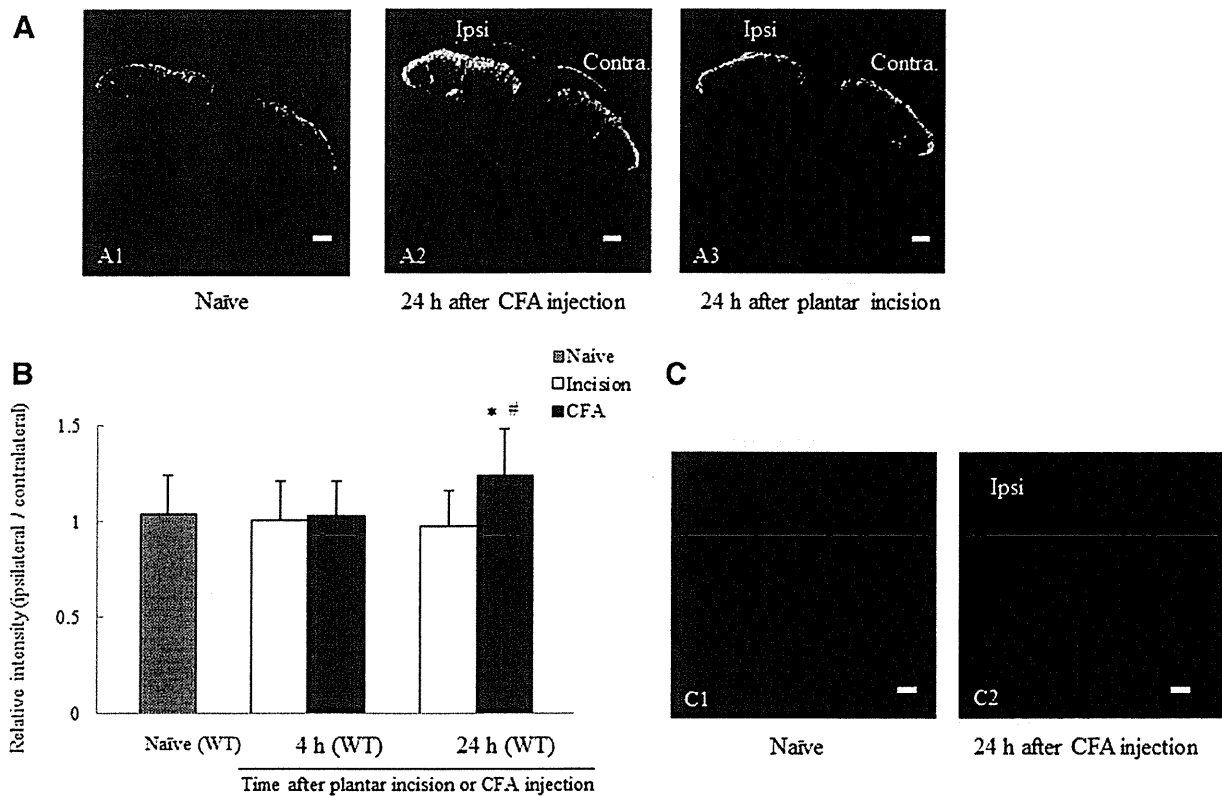 A
Ipsi
Contra.
Ipsi
Contra.
A1
A2
A3
Naïve
24 h after CFA injection
24 h after plantar incision
B
Naive
Incision
CFA
Relative intensity (ipsilateral / contralateral)
* #
1.5
1
0.5
0
Naïve (WT)
4 h (WT)
24 h (WT)
Time after plantar incision or CFA injection
C
Ipsi
C1
C2
Naïve
24 h after CFA injection